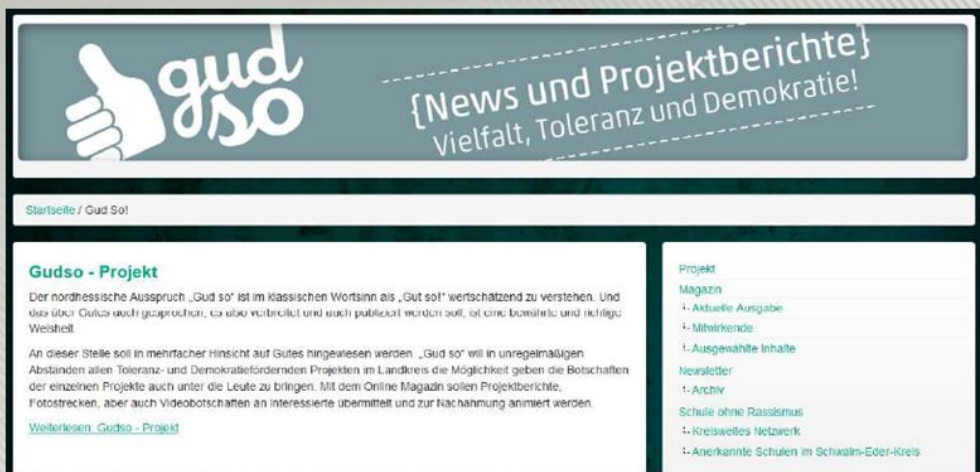 gud
so
{News und Projektberichte}
Vielfalt, Toleranz und Demokratie!
Startseite / Gud So!
Gudso - Projekt
Der nordhessische Ausspruch „Gud so" ist im klassischen Wortsinn als „Gut so!" wertschätzend zu verstehen. Und
das über Gutes auch gesprochen, es also verbreitet und auch publiziert werden soll, ist eine bewährte und richtige
Weisheit.
An dieser Stelle soll in mehrfacher Hinsicht auf Gutes hingewiesen werden. „Gud so" will in unregelmäßigen
Abständen allen Toleranz- und Demokratiefördernden Projekten im Landkreis die Möglichkeit geben die Botschaften
der einzelnen Projekte auch unter die Leute zu bringen. Mit dem Online Magazin sollen Projektberichte,
Fotostrecken, aber auch Videobotschaften an Interessierte übermittelt und zur Nachahmung animiert werden.
Weiterlesen: Gudso - Projekt
Projekt
Magazin
Aktuelle Ausgabe
Mitwirkende
Ausgewählte Inhalte
Newsletter
Archiv
Schule ohne Rassismus
Kreisweites Netzwerk
Anerkannte Schulen im Schwalm-Eder-Kreis